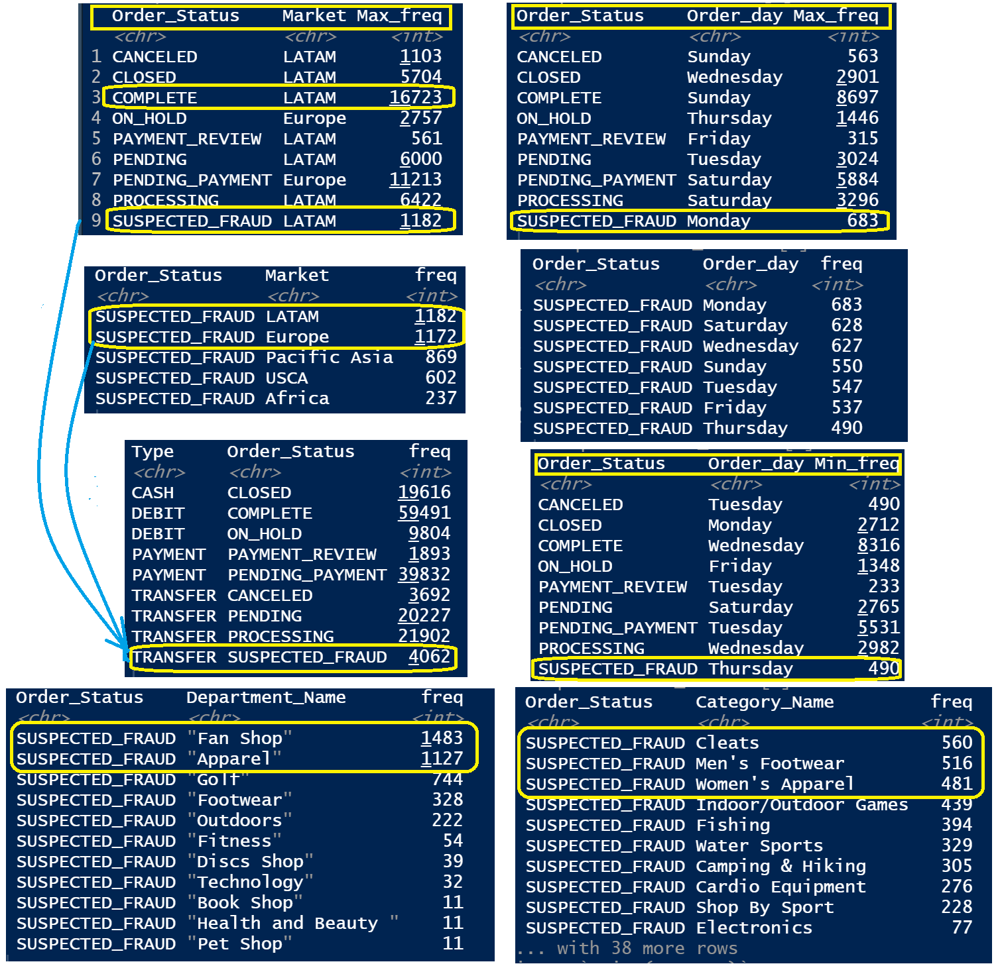 Order_Status Market Max_freq
<chr> <chr> <int>
1 CANCELED LATAM 1103
2 CLOSED LATAM 5704
3 COMPLETE LATAM 16723
4 ON_HOLD Europe 2757
5 PAYMENT_REVIEW LATAM 561
6 PENDING LATAM 6000
7 PENDING_PAYMENT Europe 11213
8 PROCESSING LATAM 6422
9 SUSPECTED_FRAUD LATAM 1182
Order_Status Order_day Max_freq
<chr> <chr> <int>
CANCELED Sunday 563
CLOSED Wednesday 2901
COMPLETE Sunday 8697
ON_HOLD Thursday 1446
PAYMENT_REVIEW Friday 315
PENDING Tuesday 3024
PENDING_PAYMENT Saturday 5884
PROCESSING Saturday 3296
SUSPECTED_FRAUD Monday 683
Order_Status Market freq
<chr> <chr> <int>
SUSPECTED_FRAUD LATAM 1182
SUSPECTED_FRAUD Europe 1172
SUSPECTED_FRAUD Pacific Asia 869
SUSPECTED_FRAUD USCA 602
SUSPECTED_FRAUD Africa 237
Order_Status Order_day freq
<chr> <chr> <int>
SUSPECTED_FRAUD Monday 683
SUSPECTED_FRAUD Saturday 628
SUSPECTED_FRAUD Wednesday 627
SUSPECTED_FRAUD Sunday 550
SUSPECTED_FRAUD Tuesday 547
SUSPECTED_FRAUD Friday 537
SUSPECTED_FRAUD Thursday 490
Type Order_Status freq
<chr> <chr> <int>
CASH CLOSED 19616
DEBIT COMPLETE 59491
DEBIT ON_HOLD 9804
PAYMENT PAYMENT_REVIEW 1893
PAYMENT PENDING_PAYMENT 39832
TRANSFER CANCELED 3692
TRANSFER PENDING 20227
TRANSFER PROCESSING 21902
TRANSFER SUSPECTED_FRAUD 4062
Order_Status Order_day Min_freq
<chr> <chr> <int>
CANCELED Tuesday 490
CLOSED Monday 2712
COMPLETE Wednesday 8316
ON_HOLD Friday 1348
PAYMENT_REVIEW Tuesday 233
PENDING Saturday 2765
PENDING_PAYMENT Tuesday 5531
PROCESSING Wednesday 2982
SUSPECTED_FRAUD Thursday 490
Order_Status Department_Name freq
<chr> <chr> <int>
SUSPECTED_FRAUD "Fan Shop" 1483
SUSPECTED_FRAUD "Apparel" 1127
SUSPECTED_FRAUD "Golf" 744
SUSPECTED_FRAUD "Footwear" 328
SUSPECTED_FRAUD "Outdoors" 222
SUSPECTED_FRAUD "Fitness" 54
SUSPECTED_FRAUD "Discs Shop" 39
SUSPECTED_FRAUD "Technology" 32
SUSPECTED_FRAUD "Book Shop" 11
SUSPECTED_FRAUD "Health and Beauty " 11
SUSPECTED_FRAUD "Pet Shop" 11
Order_Status Category_Name freq
<chr> <chr> <int>
SUSPECTED_FRAUD Cleats 560
SUSPECTED_FRAUD Men's Footwear 516
SUSPECTED_FRAUD Women's Apparel 481
SUSPECTED_FRAUD Indoor/Outdoor Games 439
SUSPECTED_FRAUD Fishing 394
SUSPECTED_FRAUD Water Sports 329
SUSPECTED_FRAUD Camping & Hiking 305
SUSPECTED_FRAUD Cardio Equipment 276
SUSPECTED_FRAUD Shop By Sport 228
SUSPECTED_FRAUD Electronics 77
... with 38 more rows